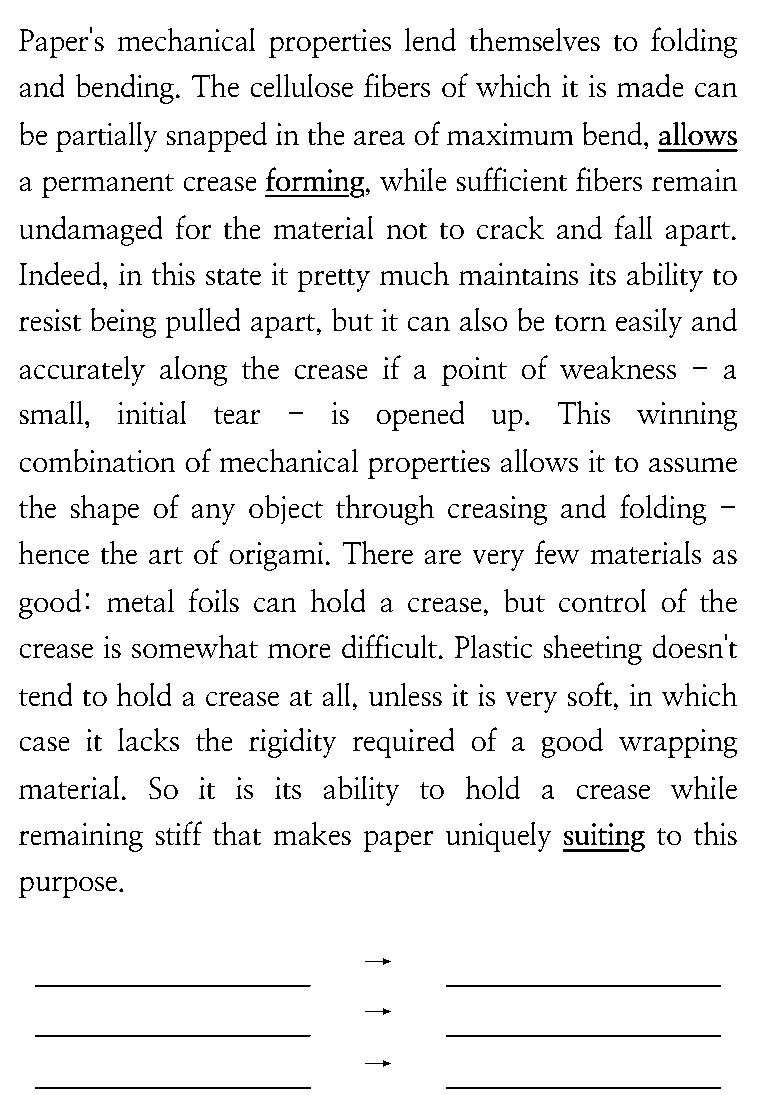 Paper's mechanical properties lend themselves to folding
and bending. The cellulose fibers of which it is made can
be partially snapped in the area of maximum bend, allows
a permanent crease forming, while sufficient fibers remain
undamaged for the material not to crack and fall apart.
Indeed, in this state it pretty much maintains its ability to
resist being pulled apart, but it can also be torn easily and
accurately along the crease if a point of weakness – a
small, initial tear – is opened up. This winning
combination of mechanical properties allows it to assume
the shape of any object through creasing and folding –
hence the art of origami. There are very few materials as
good: metal foils can hold a crease, but control of the
crease is somewhat more difficult. Plastic sheeting doesn't
tend to hold a crease at all, unless it is very soft, in which
case it lacks the rigidity required of a good wrapping
material. So it is its ability to hold a crease while
remaining stiff that makes paper uniquely suiting to this
purpose.
→
→
→